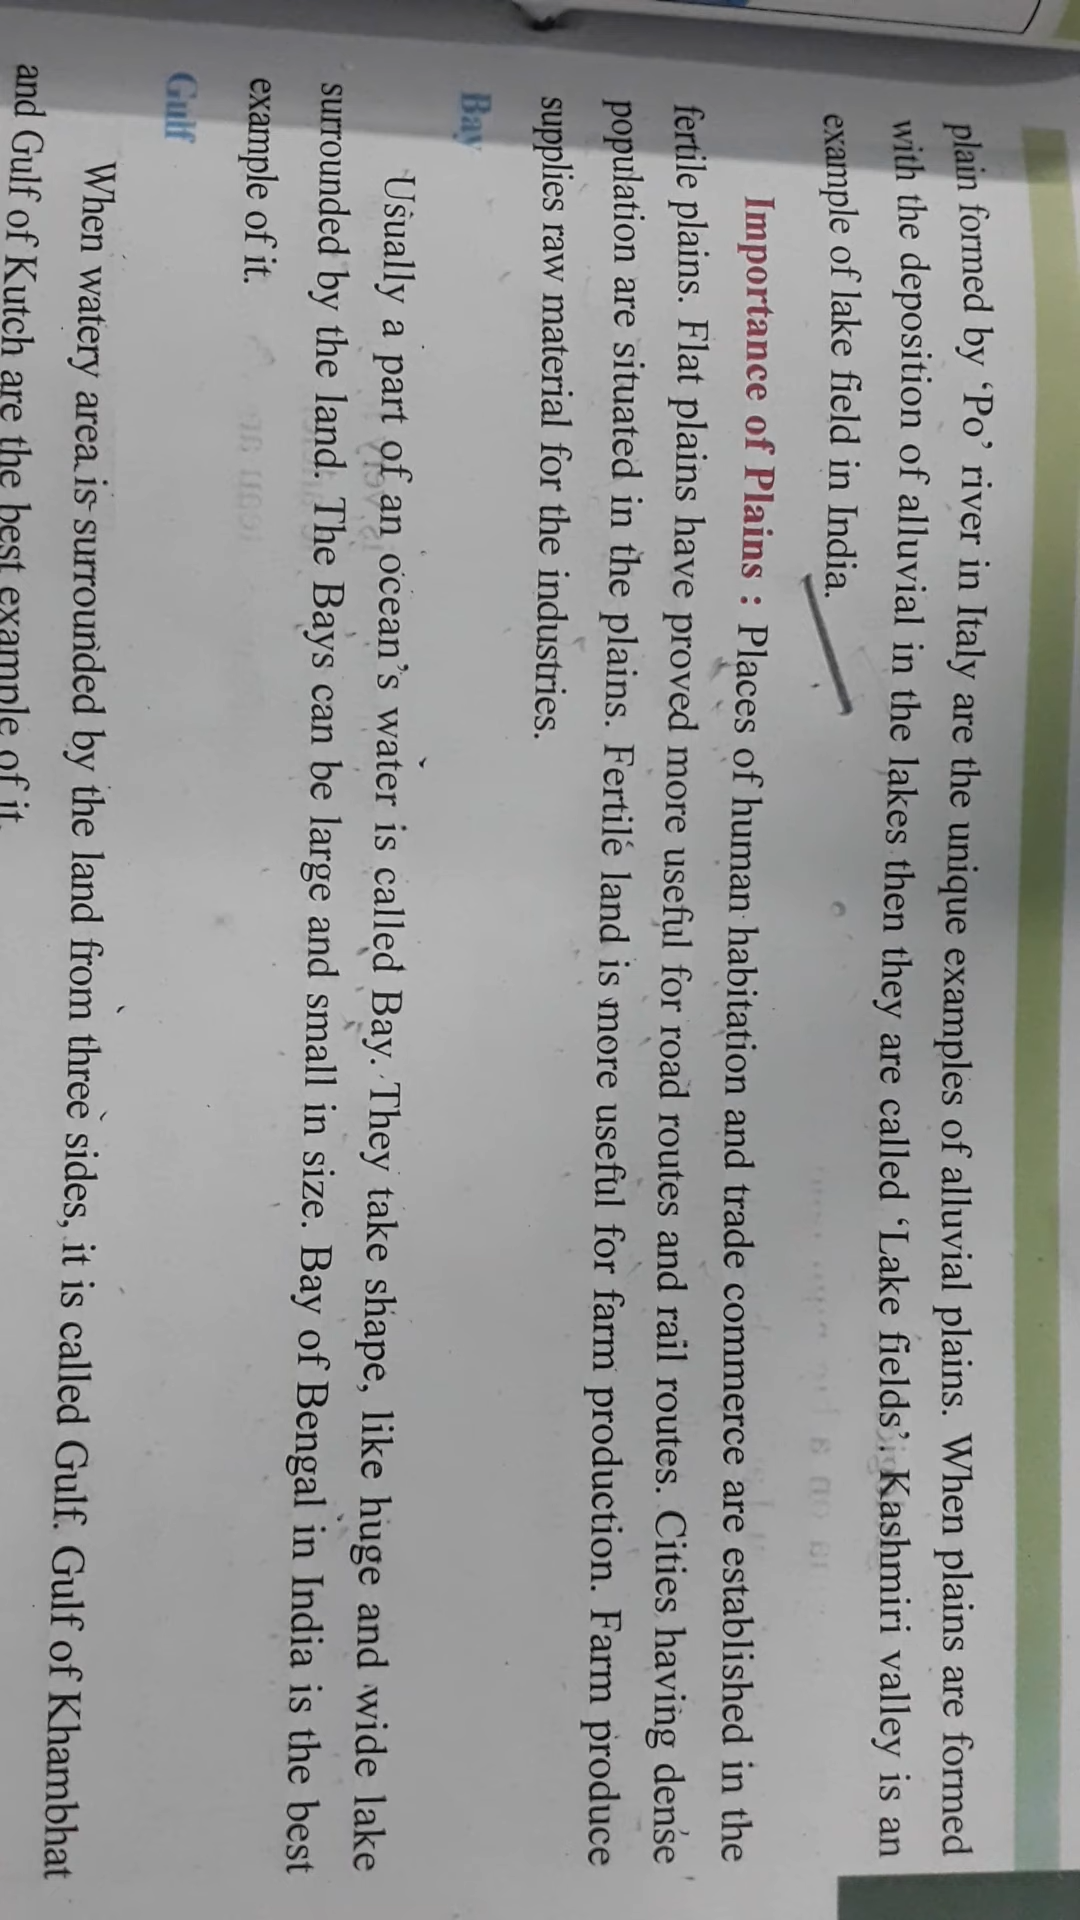 plain formed by ‘Po’ river in Italy are the unique examples of alluvial plains. When plains are formed
with the deposition of alluvial in the lakes then they are called ‘Lake fields’. Kashmiri valley is an
example of lake field in India.
Importance of Plains : Places of human habitation and trade commerce are established in the
fertile plains. Flat plains have proved more useful for road routes and rail routes. Cities having dense
population are situated in the plains. Fertile land is more useful for farm production. Farm produce
supplies raw material for the industries.
Bay
Usually a part of an ocean’s water is called Bay. They take shape, like huge and wide lake
surrounded by the land. The Bays can be large and small in size. Bay of Bengal in India is the best
example of it.
Gulf
When watery area is surrounded by the land from three sides, it is called Gulf. Gulf of Khambhat
and Gulf of Kutch are the best example of it.